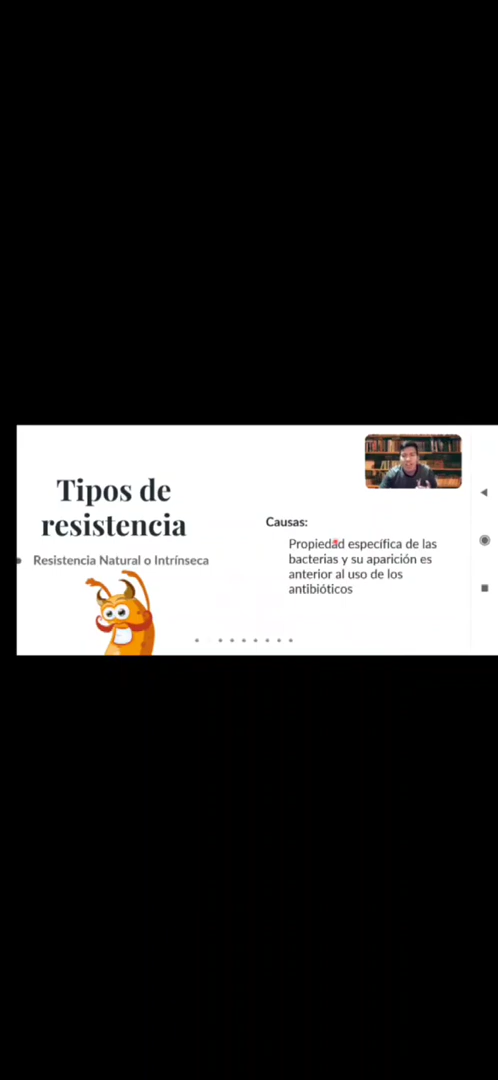 Tipos de
resistencia
Resistencia Natural o Intrínseca
Causas:
Propiedad específica de las
bacterias y su aparición es
anterior al uso de los
antibióticos